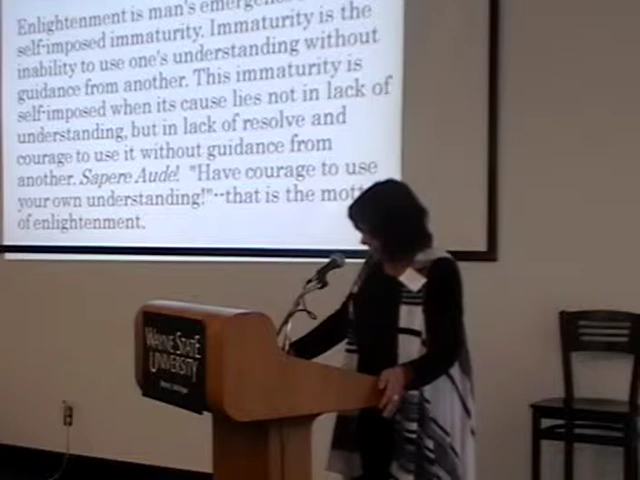 Enlightenment is man's
self-imposed immaturity. Immaturity is the
inability to use one's understanding without
guidance from another. This immaturity is
self-imposed when its cause lies not in lack of
understanding, but in lack of resolve and
courage to use it without guidance from
another. Sapere Aude! "Have courage to use
your own understanding!"--that is the
of enlightenment.
WAYNE STATE
UNIVERSITY